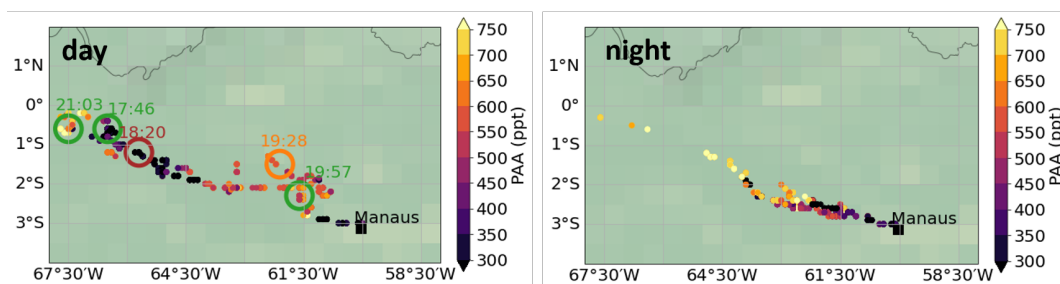 day
1°N
0°
1°S
2°S
3°S
21:03
17:46
18:20
19:28
19:57
Manaus
67°30'W
64°30'W
61°30'W
58°30'W
750
700
650
600
550
500
450
400
350
300
PAA (ppt)
night
1°N
0°
1°S
2°S
3°S
Manaus
67°30'W
64°30'W
61°30'W
58°30'W
750
700
650
600
550
500
450
400
350
300
PAA (ppt)